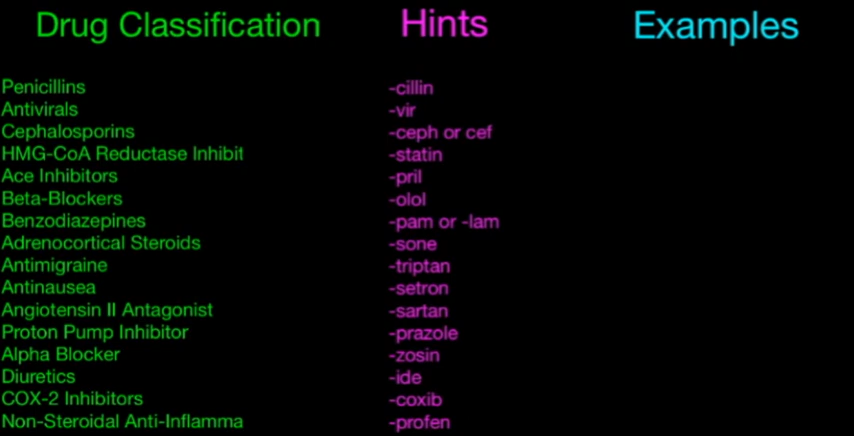 Drug Classification Hints Examples
Penicillins -cillin
Antivirals -vir
Cephalosporins -ceph or cef
HMG-CoA Reductase Inhibit -statin
Ace Inhibitors -pril
Beta-Blockers -olol
Benzodiazepines -pam or -lam
Adrenocortical Steroids -sone
Antimigraine -triptan
Antinausea -setron
Angiotensin II Antagonist -sartan
Proton Pump Inhibitor -prazole
Alpha Blocker -zosin
Diuretics -ide
COX-2 Inhibitors -coxib
Non-Steroidal Anti-Inflamma -profen